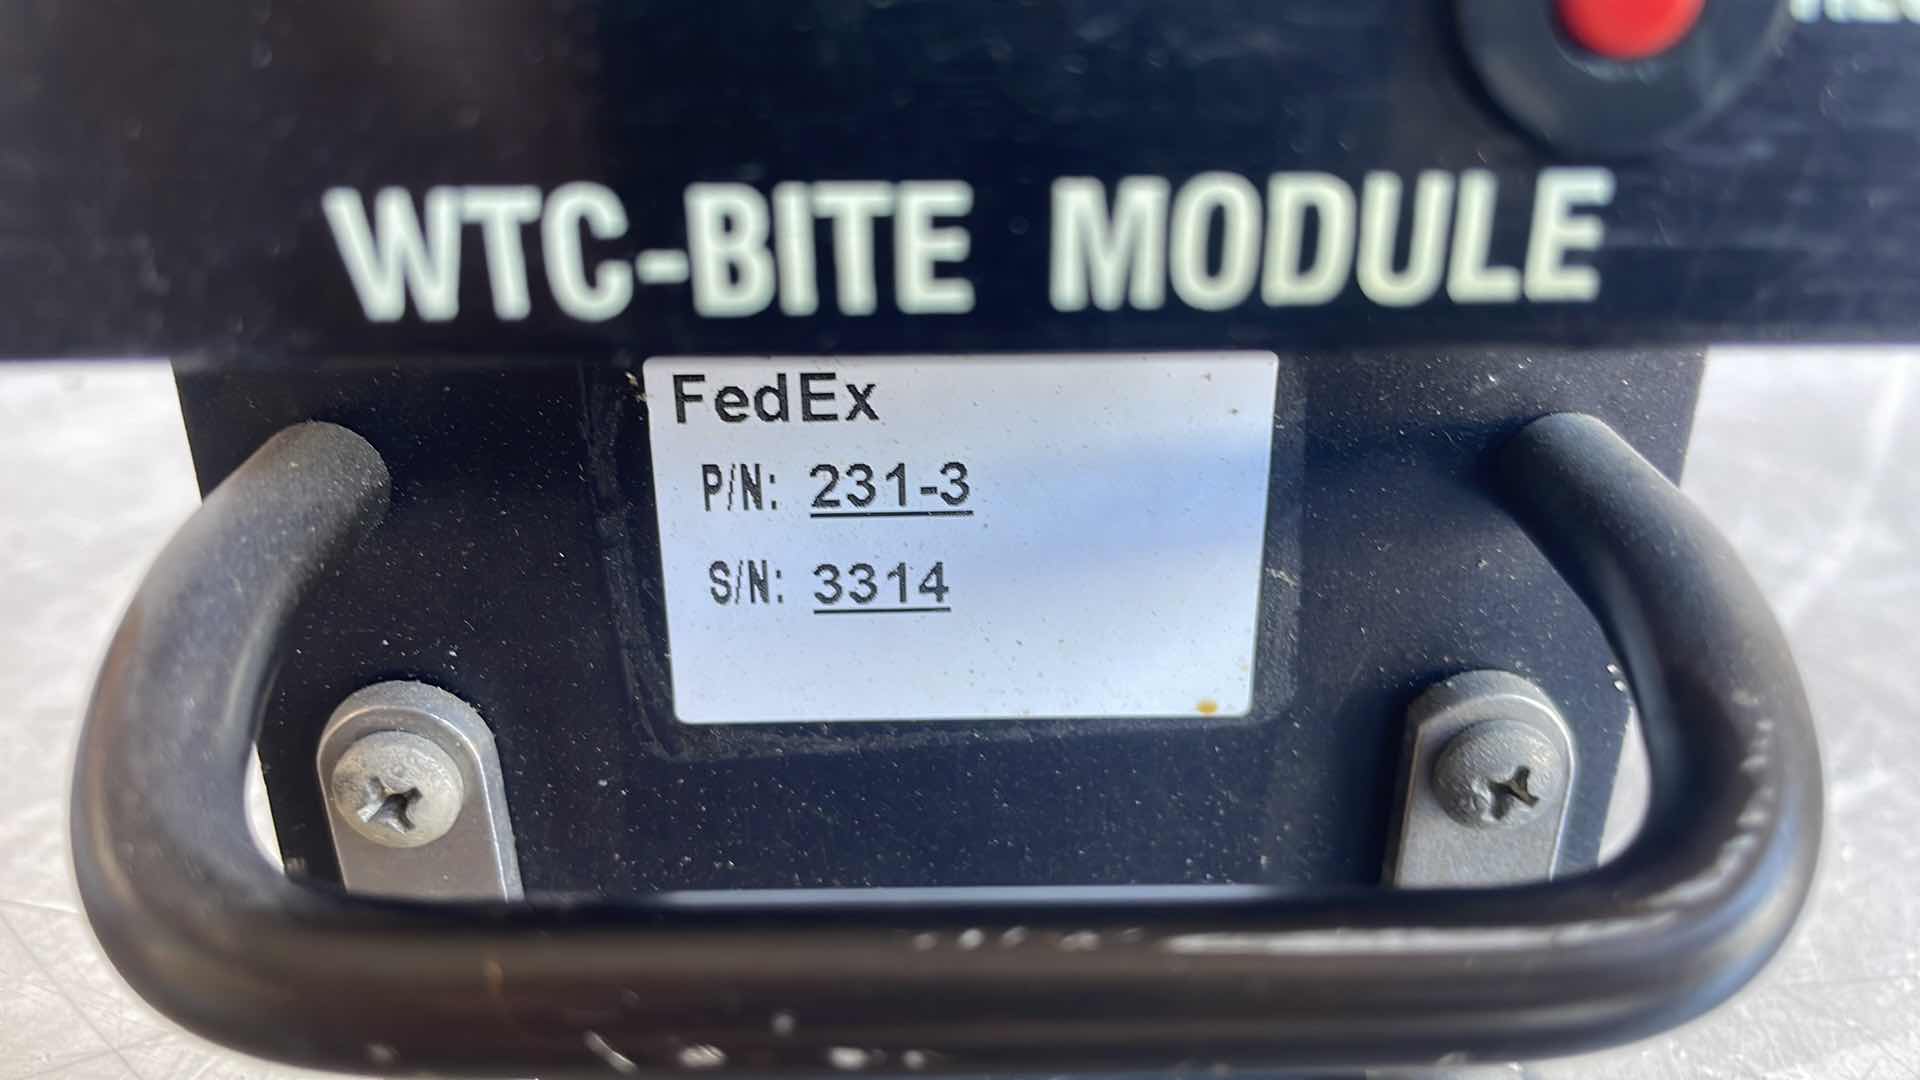 WTC-BITE MODULE
FedEx
P/N: 231-3
S/N: 3314